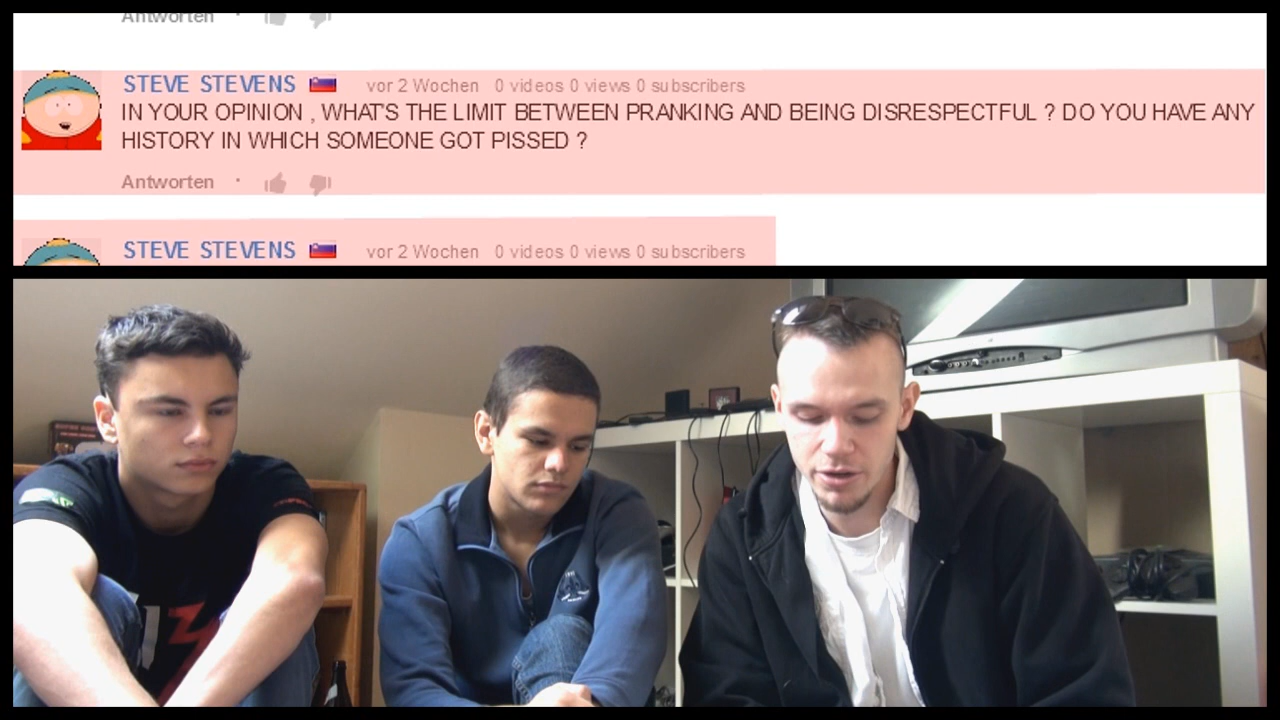 Antworten ·
STEVE STEVENS vor 2 Wochen 0 videos 0 views 0 subscribers
IN YOUR OPINION , WHAT'S THE LIMIT BETWEEN PRANKING AND BEING DISRESPECTFUL ? DO YOU HAVE ANY
HISTORY IN WHICH SOMEONE GOT PISSED ?
Antworten ·
STEVE STEVENS vor 2 Wochen 0 videos 0 views 0 subscribers